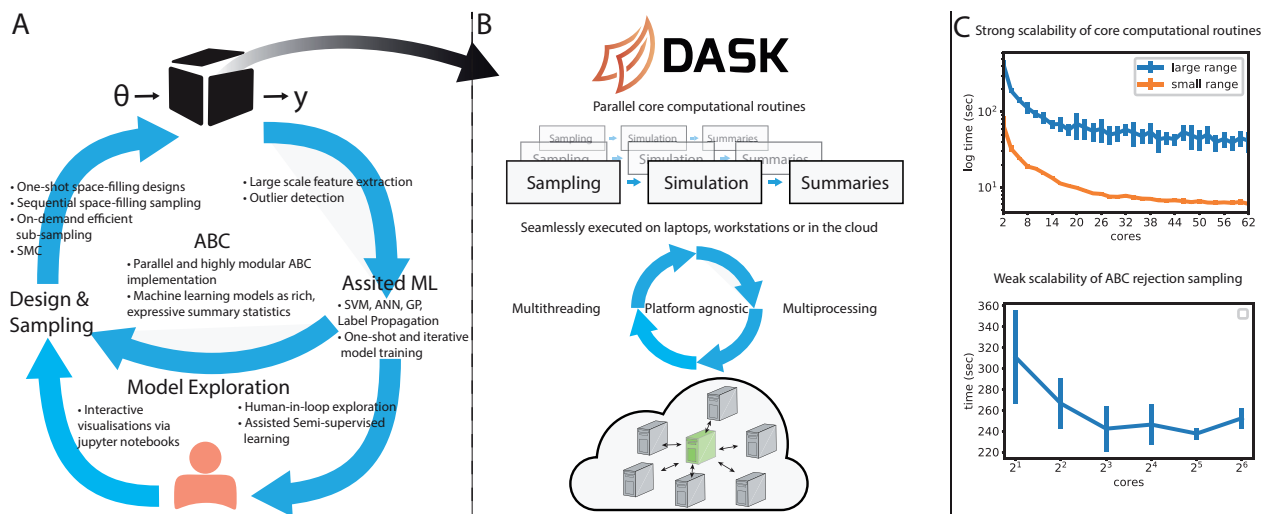 A
θ
y
• One-shot space-filling designs
• Sequential space-filling sampling
• On-demand efficient
sub-sampling
• SMC
• Large scale feature extraction
• Outlier detection
ABC
• Parallel and highly modular ABC
implementation
• Machine learning models as rich,
expressive summary statistics
Design &
Sampling
Assited ML
• SVM, ANN, GP,
Label Propagation
• One-shot and iterative
model training
Model Exploration
• Interactive
visualisations via
jupyter notebooks
• Human-in-loop exploration
• Assisted Semi-supervised
learning
B
DASK
Parallel core computational routines
Sampling
Simulation
Summaries
Sampling
Simulation
Summaries
Sampling
Simulation
Summaries
Seamlessly executed on laptops, workstations or in the cloud
Multithreading
Platform agnostic
Multiprocessing
C
Strong scalability of core computational routines
large range
small range
log time (sec)
10²
10¹
2 8 14 20 26 32 38 44 50 56 62
cores
Weak scalability of ABC rejection sampling
time (sec)
360
340
320
300
280
260
240
220
2¹ 2² 2³ 2⁴ 2⁵ 2⁶
cores